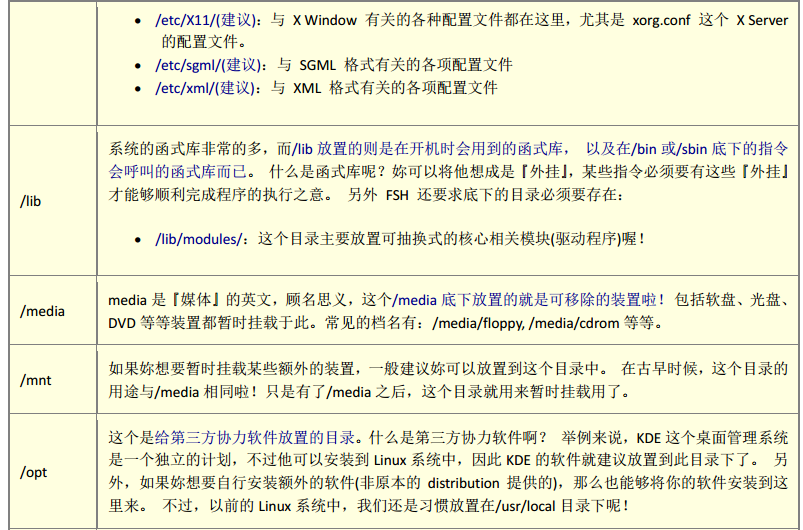 • /etc/X11/(建议)：与 X Window 有关的各种配置文件都在这里，尤其是 xorg.conf 这个 X Server
的配置文件。
• /etc/sgml/(建议)：与 SGML 格式有关的各项配置文件
• /etc/xml/(建议)：与 XML 格式有关的各项配置文件
/lib
系统的函式库非常的多，而/lib 放置的则是在开机时会用到的函式库， 以及在/bin 或/sbin 底下的指令
会呼叫的函式库而已。 什么是函式库呢？妳可以将他想成是『外挂』，某些指令必须要有这些『外挂』
才能够顺利完成程序的执行之意。 另外 FSH 还要求底下的目录必须要存在：
• /lib/modules/：这个目录主要放置可抽换式的核心相关模块(驱动程序)喔！
/media
media 是『媒体』的英文，顾名思义，这个/media 底下放置的就是可移除的装置啦！ 包括软盘、光盘、
DVD 等等装置都暂时挂载于此。常见的档名有：/media/floppy, /media/cdrom 等等。
/mnt
如果妳想要暂时挂载某些额外的装置，一般建议妳可以放置到这个目录中。 在古早时候，这个目录的
用途与/media 相同啦！只是有了/media 之后，这个目录就用来暂时挂载用了。
/opt
这个是给第三方协力软件放置的目录。什么是第三方协力软件啊？ 举例来说，KDE 这个桌面管理系统
是一个独立的计划，不过他可以安装到 Linux 系统中，因此 KDE 的软件就建议放置到此目录下了。 另
外，如果妳想要自行安装额外的软件(非原本的 distribution 提供的)，那么也能够将你的软件安装到这
里来。 不过，以前的 Linux 系统中，我们还是习惯放置在/usr/local 目录下呢！